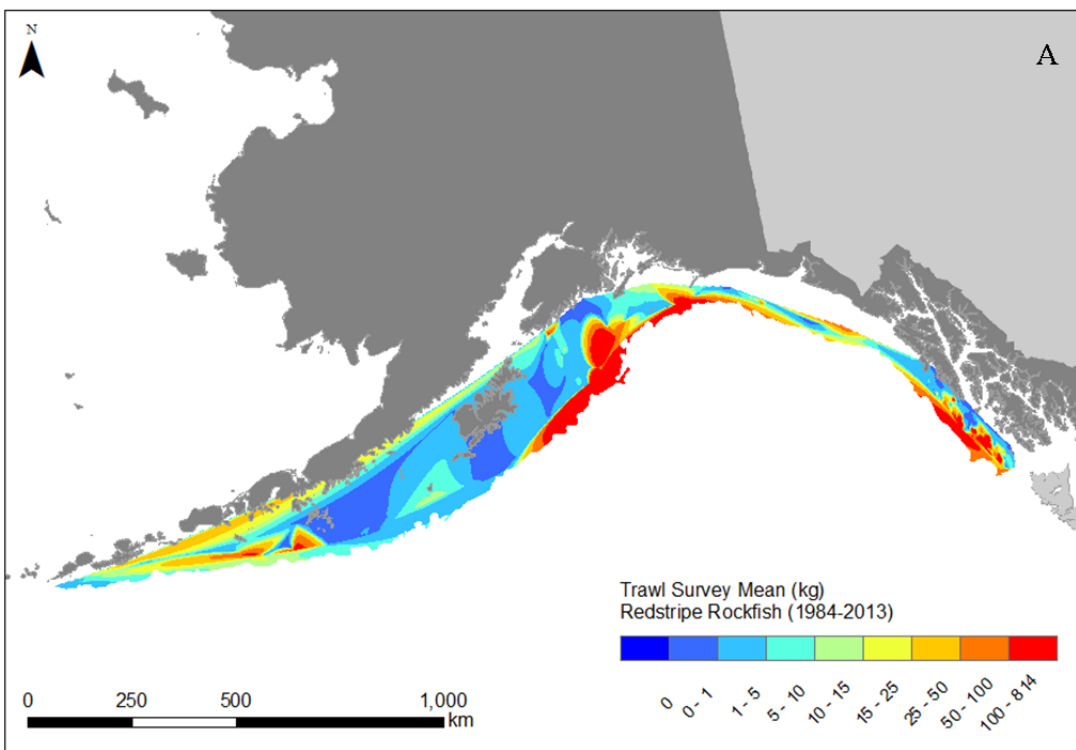 N
A
Trawl Survey Mean (kg)
Redstripe Rockfish (1984-2013)
0
0 - 1
1 - 5
5 - 10
10 - 15
15 - 25
25 - 50
50 - 100
100 - 814
0 250 500 1,000
km